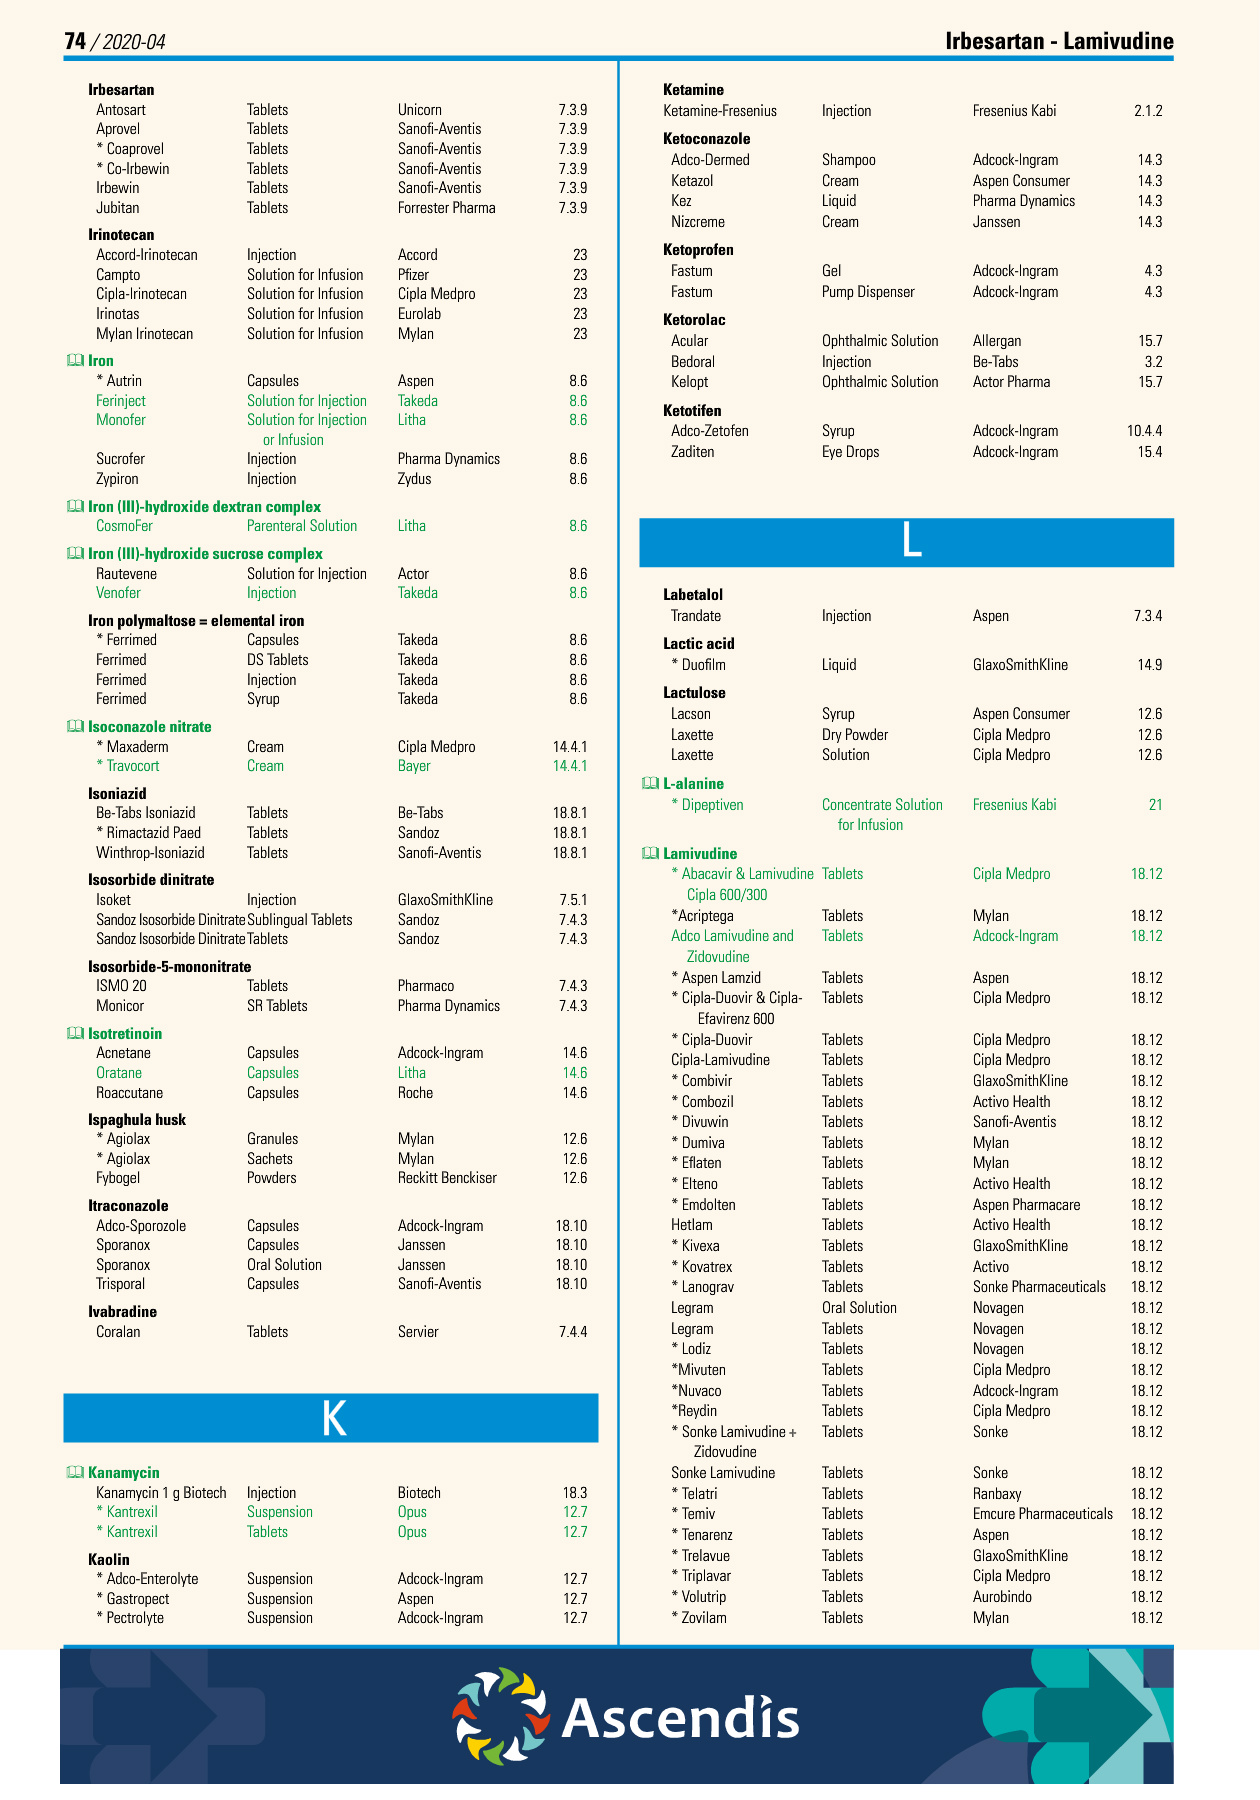 74 / 2020-04
Irbesartan - Lamivudine
Irbesartan
Antosart Tablets Unicorn 7.3.9
Aprovel Tablets Sanofi-Aventis 7.3.9
* Coaprovel Tablets Sanofi-Aventis 7.3.9
* Co-Irbewin Tablets Sanofi-Aventis 7.3.9
Irbewin Tablets Sanofi-Aventis 7.3.9
Jubitan Tablets Forrester Pharma 7.3.9
Irinotecan
Accord-Irinotecan Injection Accord 23
Campto Solution for Infusion Pfizer 23
Cipla-Irinotecan Solution for Infusion Cipla Medpro 23
Irinotas Solution for Infusion Eurolab 23
Mylan Irinotecan Solution for Infusion Mylan 23
Iron
* Autrin Capsules Aspen 8.6
Ferinject Solution for Injection Takeda 8.6
Monofer Solution for Injection Litha 8.6
or Infusion
Sucrofer Injection Pharma Dynamics 8.6
Zypiron Injection Zydus 8.6
Iron (III)-hydroxide dextran complex
CosmoFer Parenteral Solution Litha 8.6
Iron (III)-hydroxide sucrose complex
Rautevene Solution for Injection Actor 8.6
Venofer Injection Takeda 8.6
Iron polymaltose = elemental iron
* Ferrimed Capsules Takeda 8.6
Ferrimed DS Tablets Takeda 8.6
Ferrimed Injection Takeda 8.6
Ferrimed Syrup Takeda 8.6
Isoconazole nitrate
* Maxaderm Cream Cipla Medpro 14.4.1
* Travocort Cream Bayer 14.4.1
Isoniazid
Be-Tabs Isoniazid Tablets Be-Tabs 18.8.1
* Rimactazid Paed Tablets Sandoz 18.8.1
Winthrop-Isoniazid Tablets Sanofi-Aventis 18.8.1
Isosorbide dinitrate
Isoket Injection GlaxoSmithKline 7.5.1
Sandoz Isosorbide Dinitrate Sublingual Tablets Sandoz 7.4.3
Sandoz Isosorbide Dinitrate Tablets Sandoz 7.4.3
Isosorbide-5-mononitrate
ISMO 20 Tablets Pharmaco 7.4.3
Monicor SR Tablets Pharma Dynamics 7.4.3
Isotretinoin
Acnetane Capsules Adcock-Ingram 14.6
Oratane Capsules Litha 14.6
Roaccutane Capsules Roche 14.6
Ispaghula husk
* Agiolax Granules Mylan 12.6
* Agiolax Sachets Mylan 12.6
Fybogel Powders Reckitt Benckiser 12.6
Itraconazole
Adco-Sporozole Capsules Adcock-Ingram 18.10
Sporanox Capsules Janssen 18.10
Sporanox Oral Solution Janssen 18.10
Trisporal Capsules Sanofi-Aventis 18.10
Ivabradine
Coralan Tablets Servier 7.4.4
K
Kanamycin
Kanamycin 1 g Biotech Injection Biotech 18.3
* Kantrexil Suspension Opus 12.7
* Kantrexil Tablets Opus 12.7
Kaolin
* Adco-Enterolyte Suspension Adcock-Ingram 12.7
* Gastropect Suspension Aspen 12.7
* Pectrolyte Suspension Adcock-Ingram 12.7
Ketamine
Ketamine-Fresenius Injection Fresenius Kabi 2.1.2
Ketoconazole
Adco-Dermed Shampoo Adcock-Ingram 14.3
Ketazol Cream Aspen Consumer 14.3
Kez Liquid Pharma Dynamics 14.3
Nizcreme Cream Janssen 14.3
Ketoprofen
Fastum Gel Adcock-Ingram 4.3
Fastum Pump Dispenser Adcock-Ingram 4.3
Ketorolac
Acular Ophthalmic Solution Allergan 15.7
Bedoral Injection Be-Tabs 3.2
Kelopt Ophthalmic Solution Actor Pharma 15.7
Ketotifen
Adco-Zetofen Syrup Adcock-Ingram 10.4.4
Zaditen Eye Drops Adcock-Ingram 15.4
L
Labetalol
Trandate Injection Aspen 7.3.4
Lactic acid
* Duofilm Liquid GlaxoSmithKline 14.9
Lactulose
Lacson Syrup Aspen Consumer 12.6
Laxette Dry Powder Cipla Medpro 12.6
Laxette Solution Cipla Medpro 12.6
L-alanine
* Dipeptiven Concentrate Solution Fresenius Kabi 21
for Infusion
Lamivudine
* Abacavir & Lamivudine Tablets Cipla Medpro 18.12
Cipla 600/300
*Acriptega Tablets Mylan 18.12
Adco Lamivudine and Tablets Adcock-Ingram 18.12
Zidovudine
* Aspen Lamzid Tablets Aspen 18.12
* Cipla-Duovir & Cipla- Tablets Cipla Medpro 18.12
Efavirenz 600
* Cipla-Duovir Tablets Cipla Medpro 18.12
Cipla-Lamivudine Tablets Cipla Medpro 18.12
* Combivir Tablets GlaxoSmithKline 18.12
* Combozil Tablets Activo Health 18.12
* Divuwin Tablets Sanofi-Aventis 18.12
* Dumiva Tablets Mylan 18.12
* Eflaten Tablets Mylan 18.12
* Elteno Tablets Activo Health 18.12
* Emdolten Tablets Aspen Pharmacare 18.12
Hetlam Tablets Activo Health 18.12
* Kivexa Tablets GlaxoSmithKline 18.12
* Kovatrex Tablets Activo 18.12
* Lanograv Tablets Sonke Pharmaceuticals 18.12
Legram Oral Solution Novagen 18.12
Legram Tablets Novagen 18.12
* Lodiz Tablets Novagen 18.12
*Mivuten Tablets Cipla Medpro 18.12
*Nuvaco Tablets Adcock-Ingram 18.12
*Reydin Tablets Cipla Medpro 18.12
* Sonke Lamivudine + Tablets Sonke 18.12
Zidovudine
Sonke Lamivudine Tablets Sonke 18.12
* Telatri Tablets Ranbaxy 18.12
* Temiv Tablets Emcure Pharmaceuticals 18.12
* Tenarenz Tablets Aspen 18.12
* Trelavue Tablets GlaxoSmithKline 18.12
* Triplavar Tablets Cipla Medpro 18.12
* Volutrip Tablets Aurobindo 18.12
* Zovilam Tablets Mylan 18.12
Ascendis